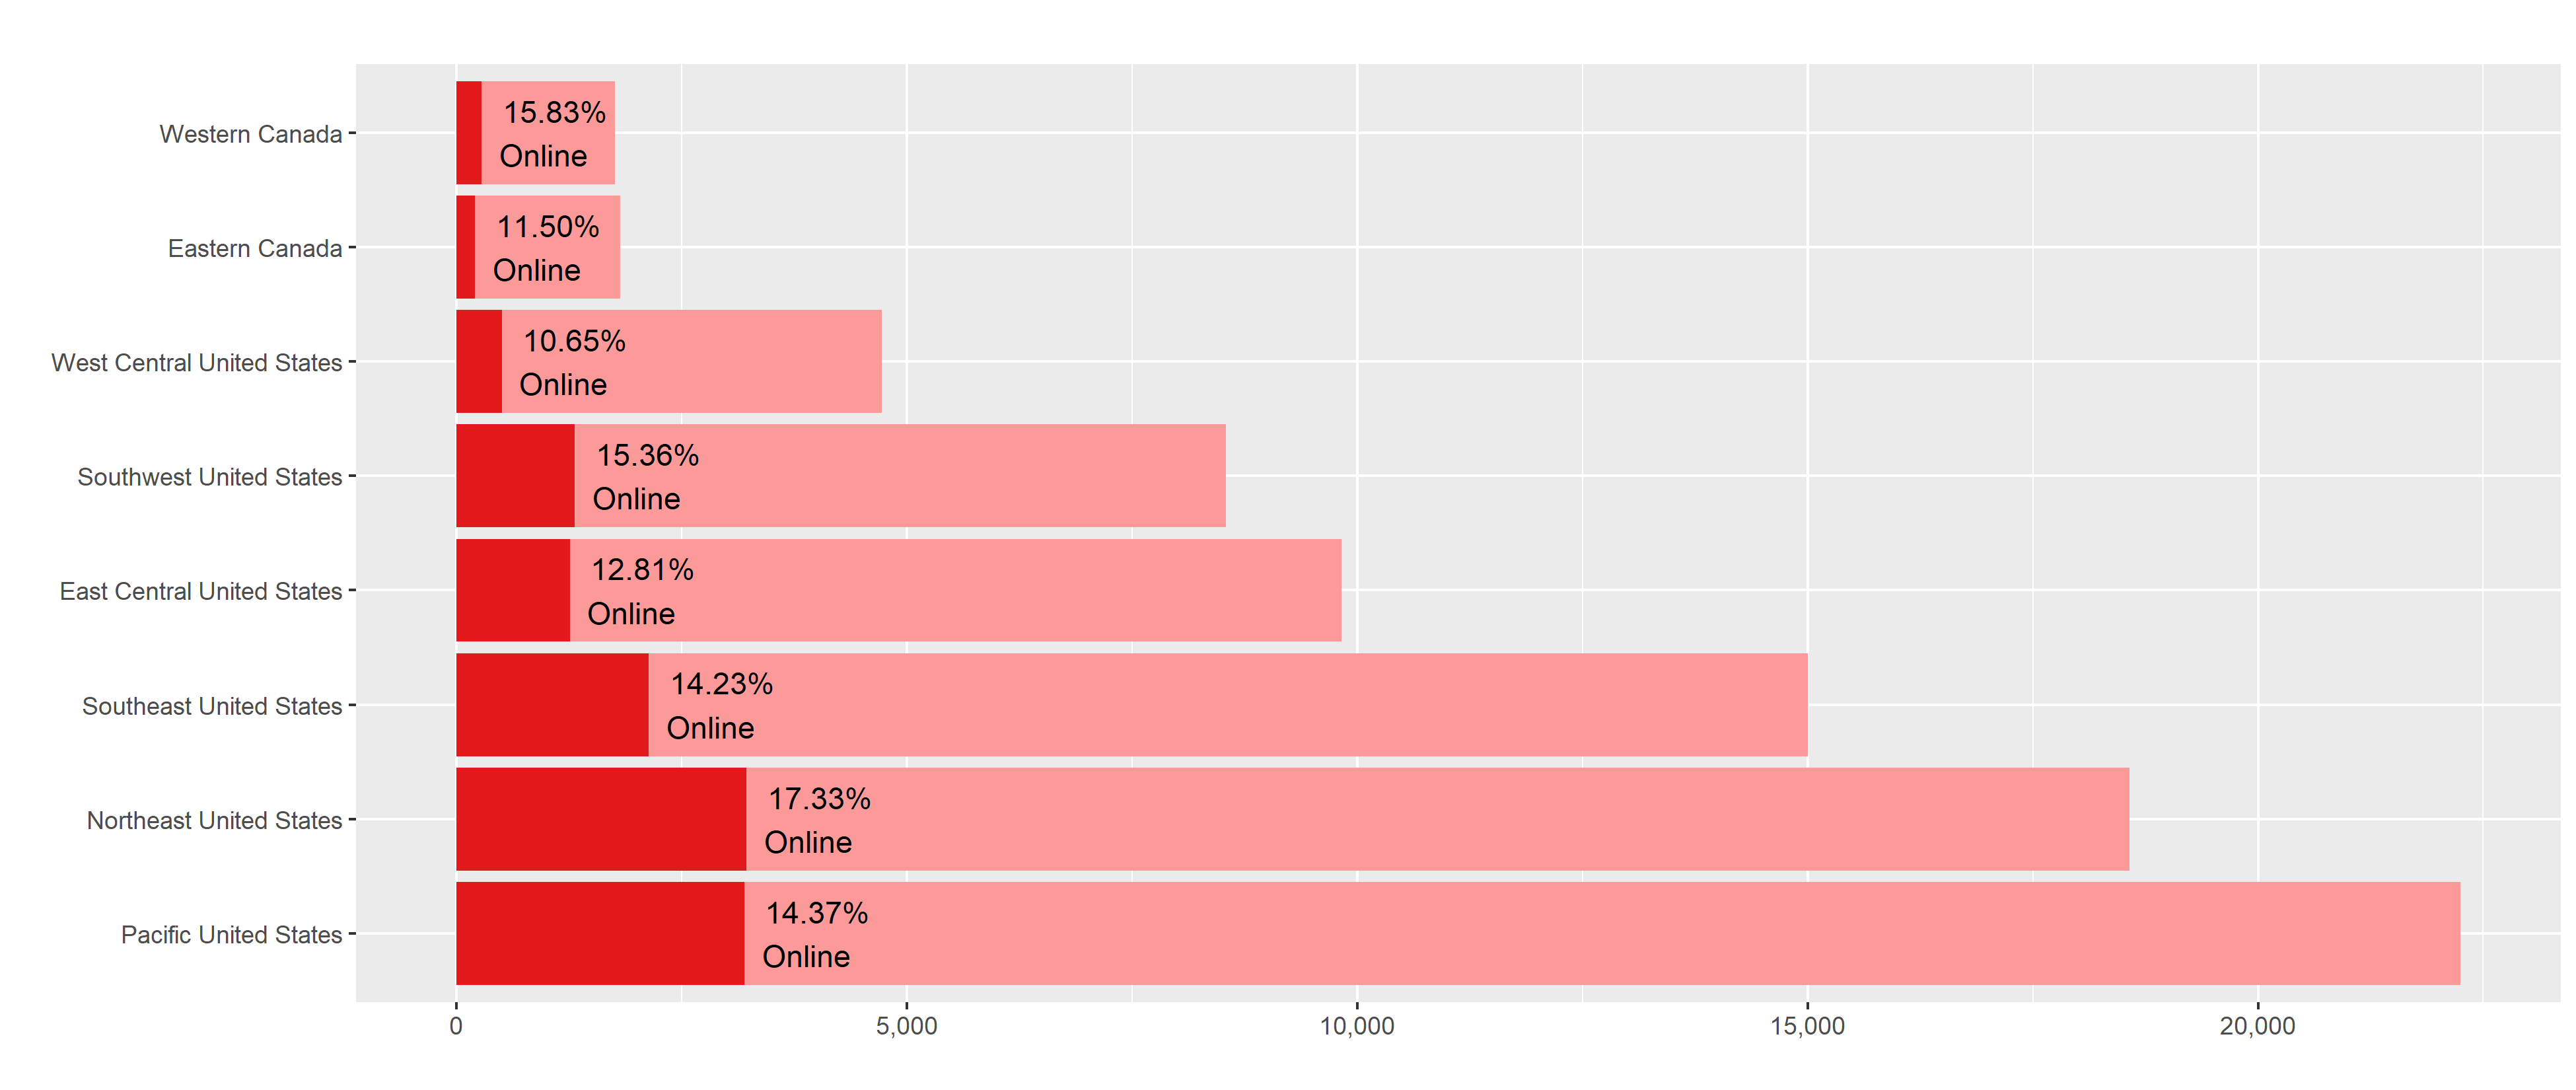 Western Canada
15.83%
Online
Eastern Canada
11.50%
Online
West Central United States
10.65%
Online
Southwest United States
15.36%
Online
East Central United States
12.81%
Online
Southeast United States
14.23%
Online
Northeast United States
17.33%
Online
Pacific United States
14.37%
Online
0 5,000 10,000 15,000 20,000